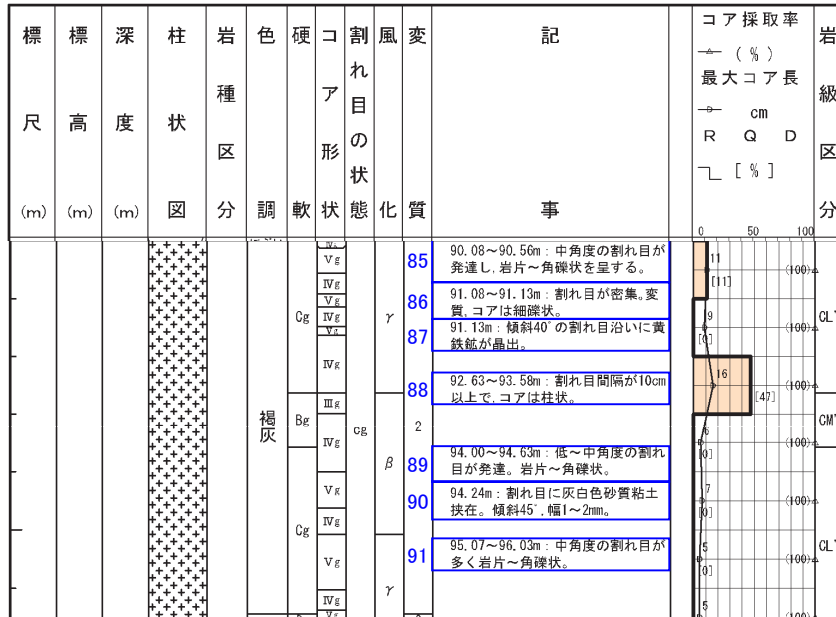 標尺(m)
標高(m)
深度(m)
柱状図
岩種区分
色調
硬軟
コア形状
割れ目の状態
風化
変質
記事
コア採取率
(%)
最大コア長
cm
R Q D
[%]
岩級区分
0 50 100
褐灰
Cg
Bg
Cg
Ⅴg
Ⅳg
Ⅴg
Ⅳg
Ⅴg
Ⅳg
Ⅲg
Ⅳg
Ⅴg
Ⅳg
Ⅴg
Ⅳg
Ⅴg
cg
γ
β
γ
2
85
90.08～90.56m：中角度の割れ目が
発達し、岩片～角礫状を呈する。
86
91.08～91.13m：割れ目が密集。変
質、コアは細礫状。
87
91.13m：傾斜40°の割れ目沿いに黄
鉄鉱が晶出。
88
92.63～93.58m：割れ目間隔が10cm
以上で、コアは柱状。
89
94.00～94.63m：低～中角度の割れ
目が発達。岩片～角礫状。
90
94.24m：割れ目に灰白色砂質粘土
挟在。傾斜45°、幅1～2mm。
91
95.07～96.03m：中角度の割れ目が
多く岩片～角礫状。
11
[11]
(100)
9
[0]
(100)
16
[47]
(100)
6
[0]
(100)
7
[0]
(100)
5
[0]
(100)
5
(100)
CL'
CM'
CL'